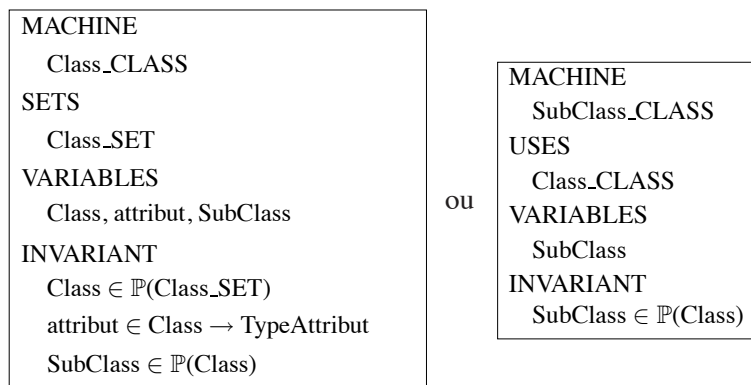 MACHINE
Class_CLASS
SETS
Class_SET
VARIABLES
Class, attribut, SubClass
INVARIANT
Class ∈ ℙ(Class_SET)
attribut ∈ Class → TypeAttribut
SubClass ∈ ℙ(Class)
ou
MACHINE
SubClass_CLASS
USES
Class_CLASS
VARIABLES
SubClass
INVARIANT
SubClass ∈ ℙ(Class)